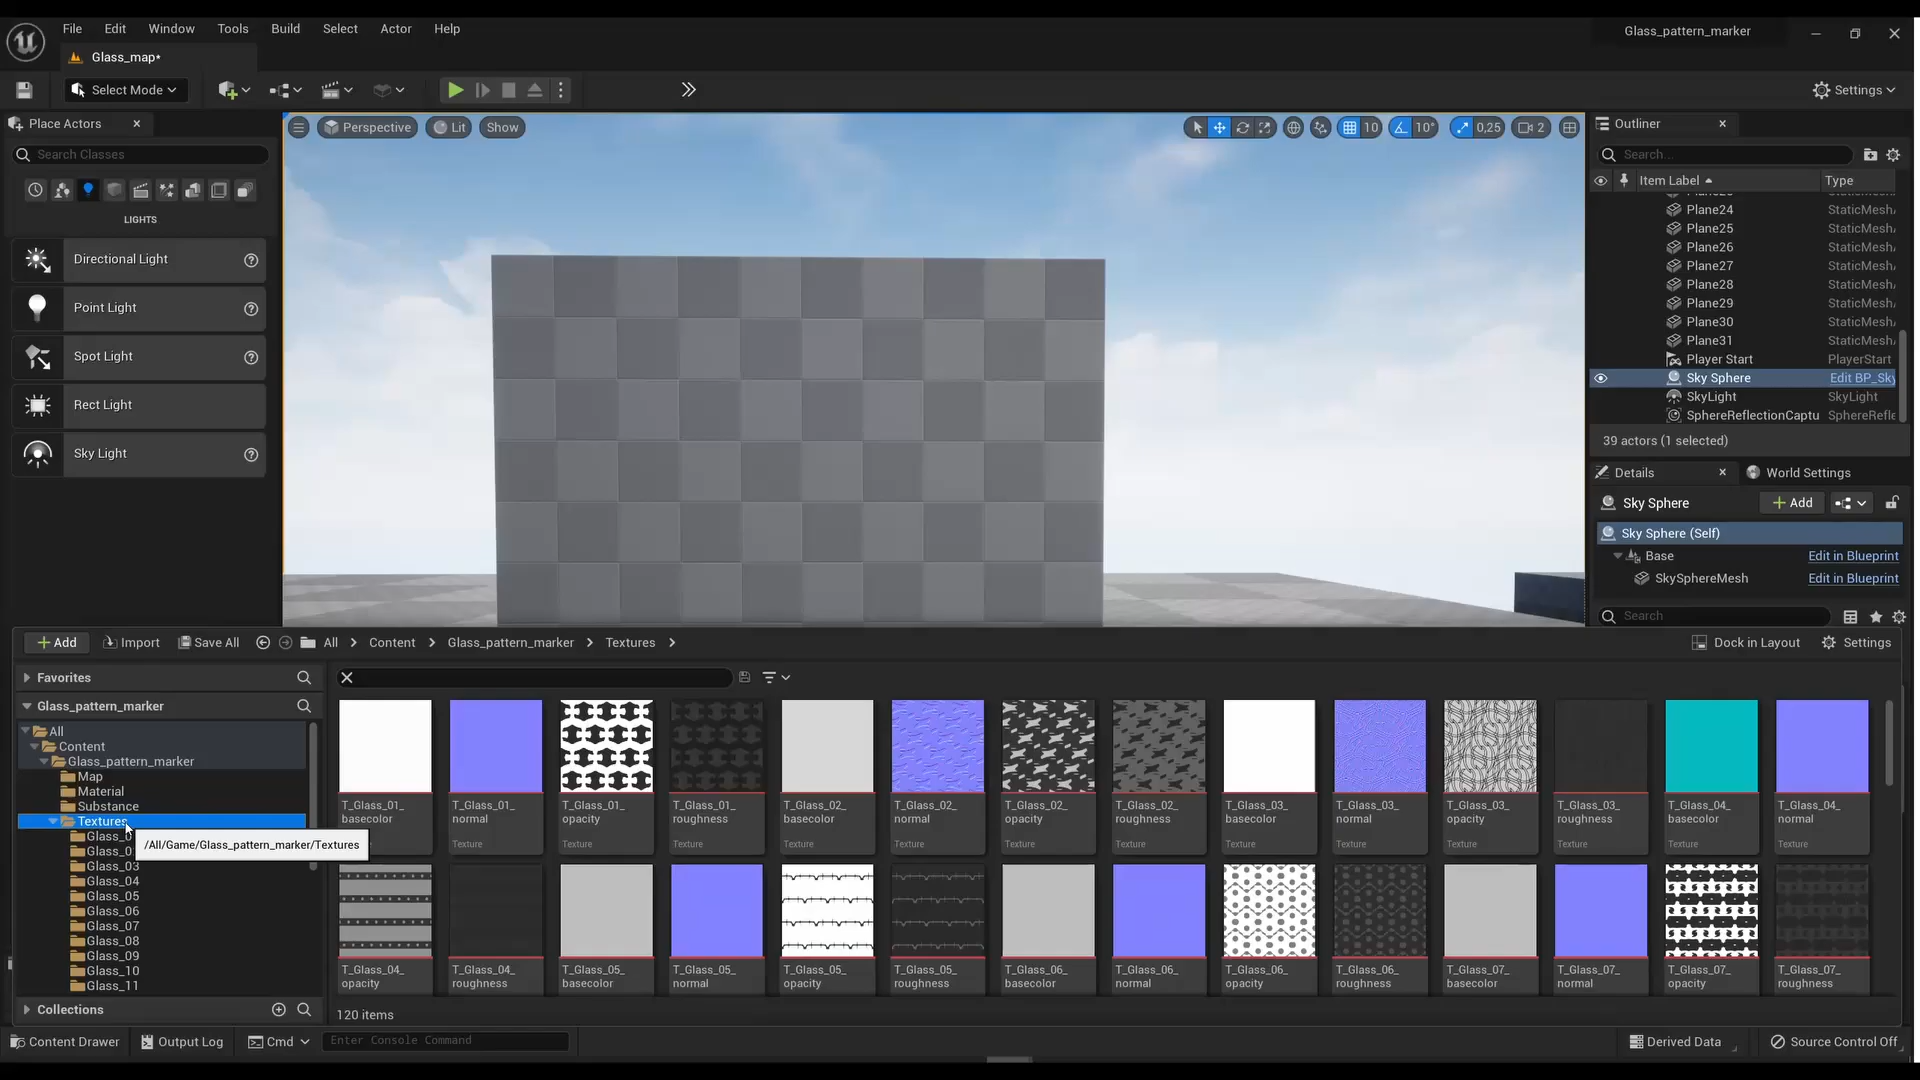 File Edit Window Tools Build Select Actor Help
Glass_pattern_marker
Glass_map*
Select Mode
Settings
Place Actors
Search Classes
LIGHTS
Directional Light
Point Light
Spot Light
Rect Light
Sky Light
Perspective Lit Show
10 10° 0,25 2
Outliner
Search...
Item Label Type
Plane24 StaticMesh
Plane25 StaticMesh
Plane26 StaticMesh
Plane27 StaticMesh
Plane28 StaticMesh
Plane29 StaticMesh
Plane30 StaticMesh
Plane31 StaticMesh
Player Start PlayerStart
Sky Sphere Edit BP_Sky
SkyLight SkyLight
SphereReflectionCaptu SphereRefle
39 actors (1 selected)
Details World Settings
Sky Sphere Add
Sky Sphere (Self)
Base Edit in Blueprint
SkySphereMesh Edit in Blueprint
Search
Add Import Save All All Content Glass_pattern_marker Textures
Dock in Layout Settings
Favorites
Glass_pattern_marker
All
Content
Glass_pattern_marker
Map
Material
Substance
Textures
Glass_0
Glass_0
Glass_03
Glass_04
Glass_05
Glass_06
Glass_07
Glass_08
Glass_09
Glass_10
Glass_11
/All/Game/Glass_pattern_marker/Textures
Collections
T_Glass_01_ T_Glass_01_ T_Glass_01_ T_Glass_01_ T_Glass_02_ T_Glass_02_ T_Glass_02_ T_Glass_02_ T_Glass_03_ T_Glass_03_ T_Glass_03_ T_Glass_03_ T_Glass_04_ T_Glass_04_
basecolor normal opacity roughness basecolor normal opacity roughness basecolor normal opacity roughness basecolor normal
Texture Texture Texture Texture Texture Texture Texture Texture Texture Texture Texture Texture Texture Texture
T_Glass_04_ T_Glass_04_ T_Glass_05_ T_Glass_05_ T_Glass_05_ T_Glass_05_ T_Glass_06_ T_Glass_06_ T_Glass_06_ T_Glass_06_ T_Glass_07_ T_Glass_07_ T_Glass_07_ T_Glass_07_
opacity roughness basecolor normal opacity roughness basecolor normal opacity roughness basecolor normal opacity roughness
120 items
Content Drawer Output Log Cmd Enter Console Command
Derived Data Source Control Off